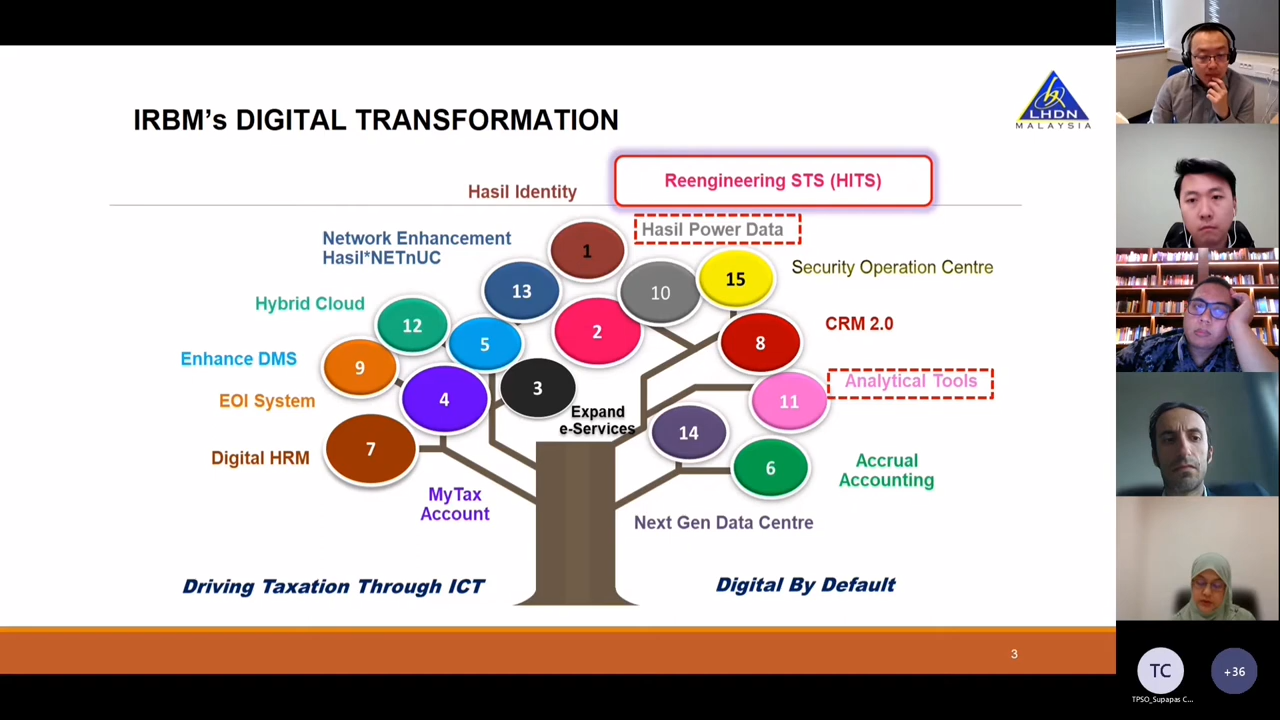 IRBM's DIGITAL TRANSFORMATION
LHDN
MALAYSIA
Reengineering STS (HITS)
Hasil Identity
Hasil Power Data
Network Enhancement
Hasil*NETnUC
1
Security Operation Centre
15
13
10
Hybrid Cloud
12
2
CRM 2.0
5
8
Enhance DMS
9
3
Analytical Tools
EOI System
4
11
Expand
e-Services
14
7
Digital HRM
6
Accrual
Accounting
MyTax
Account
Next Gen Data Centre
Driving Taxation Through ICT
Digital By Default
3
TC
+36
TPSO_Supapas C...